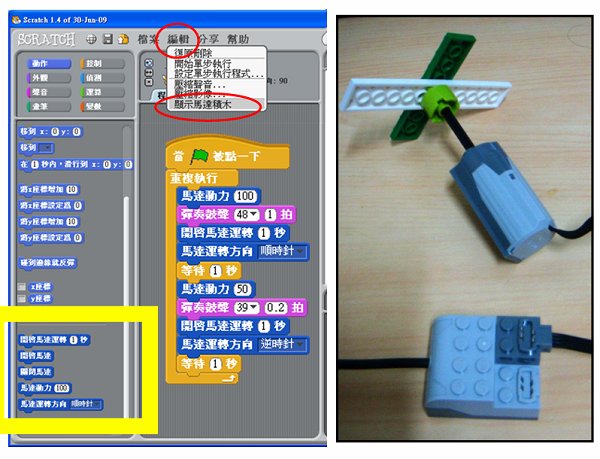 Scratch 1.4 of 30-Jun-09
SCRATCH 檔案 編輯 分享 幫助
復原刪除
開始單步執行
設定單步執行程式...
壓縮聲音...
壓縮影像...
顯示馬達積木
動作 控制
外觀 偵測
聲音 運算
畫筆 變數
: 90
移到 x: 0 y: 0
移到
在 1 秒內，滑行到 x: 0 y: 0
將x座標增加 10
將x座標設定為 0
將y座標增加 10
將y座標設定為 0
碰到邊緣就反彈
x座標
y座標
開啟馬達運轉 1 秒
開啟馬達
關閉馬達
馬達動力 100
馬達運轉方向 順時針
當 被點一下
重複執行
馬達動力 100
彈奏鼓聲 48 1 拍
開啟馬達運轉 1 秒
馬達運轉方向 順時針
等待 1 秒
馬達動力 50
彈奏鼓聲 39 0.2 拍
開啟馬達運轉 1 秒
馬達運轉方向 逆時針
等待 1 秒